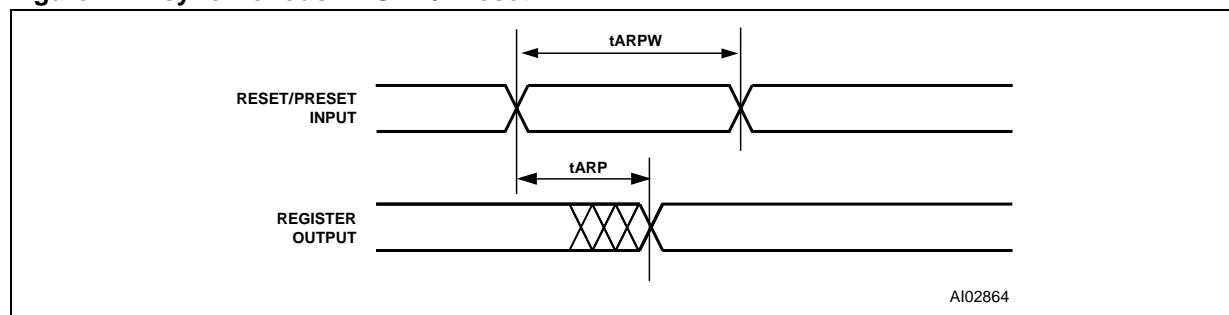 tARPW
RESET/PRESET
INPUT
tARP
REGISTER
OUTPUT
AI02864